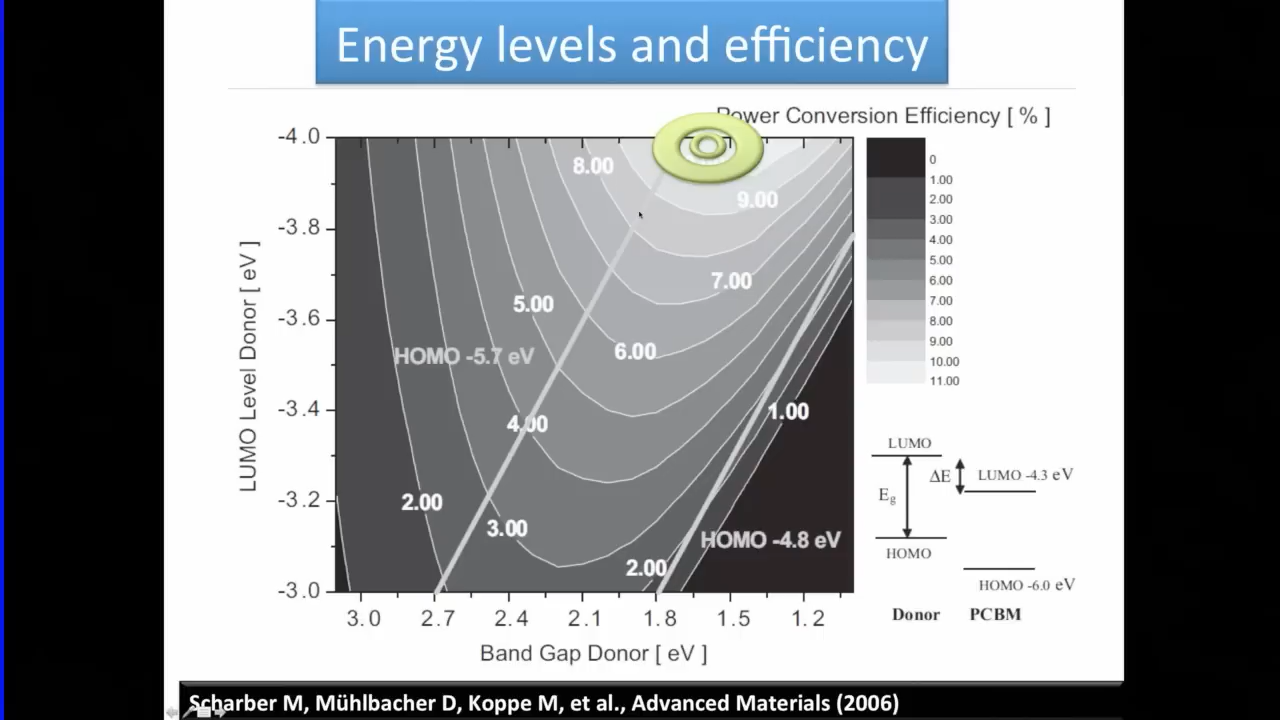 Energy levels and efficiency
Power Conversion Efficiency [ % ]
-4.0
-3.8
-3.6
-3.4
-3.2
-3.0
LUMO Level Donor [ eV ]
8.00
9.00
7.00
5.00
6.00
HOMO -5.7 eV
4.00
1.00
2.00
3.00
HOMO -4.8 eV
2.00
3.0 2.7 2.4 2.1 1.8 1.5 1.2
Band Gap Donor [ eV ]
0
1.00
2.00
3.00
4.00
5.00
6.00
7.00
8.00
9.00
10.00
11.00
LUMO
ΔE LUMO -4.3 eV
Eg
HOMO
HOMO -6.0 eV
Donor PCBM
Scharber M, Mühlbacher D, Koppe M, et al., Advanced Materials (2006)